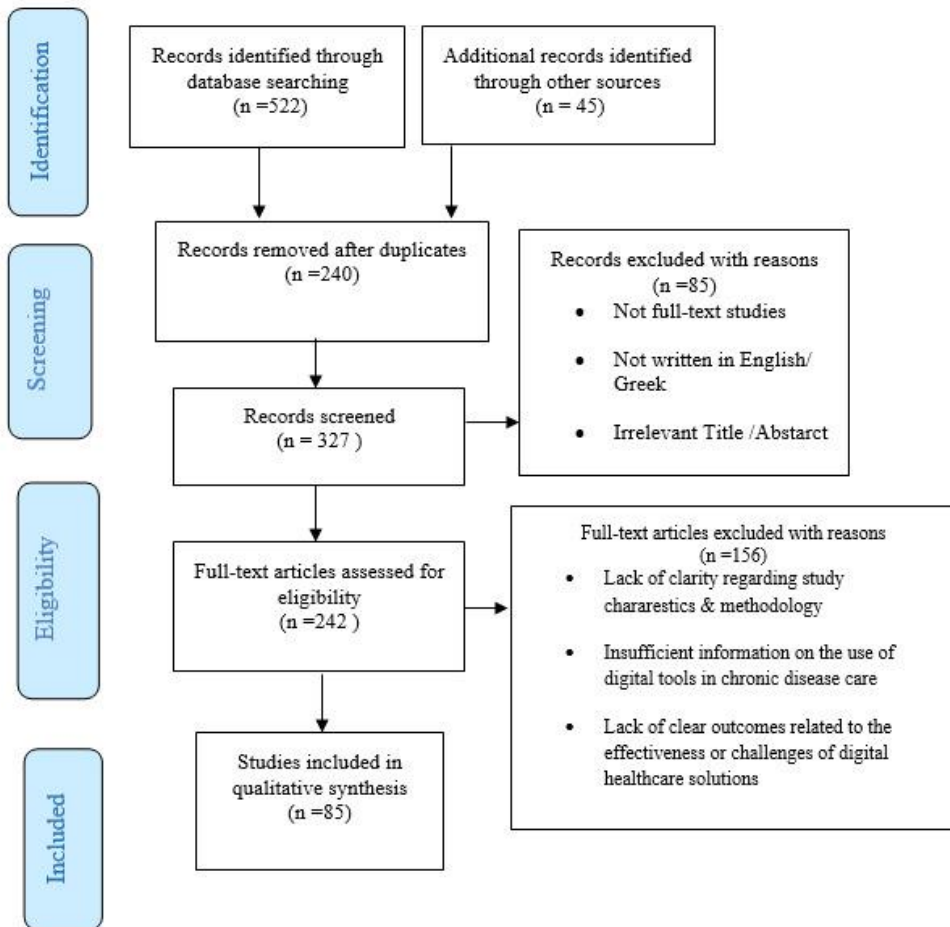 Identification
Records identified through
database searching
(n =522)
Additional records identified
through other sources
(n = 45)
Screening
Records removed after duplicates
(n =240)
Records excluded with reasons
(n =85)
• Not full-text studies
• Not written in English/
Greek
• Irrelevant Title /Abstarct
Records screened
(n = 327 )
Eligibility
Full-text articles assessed for
eligibility
(n =242 )
Full-text articles excluded with reasons
(n =156)
• Lack of clarity regarding study
chararestics & methodology
• Insufficient information on the use of
digital tools in chronic disease care
• Lack of clear outcomes related to the
effectiveness or challenges of digital
healthcare solutions
Included
Studies included in
qualitative synthesis
(n =85)